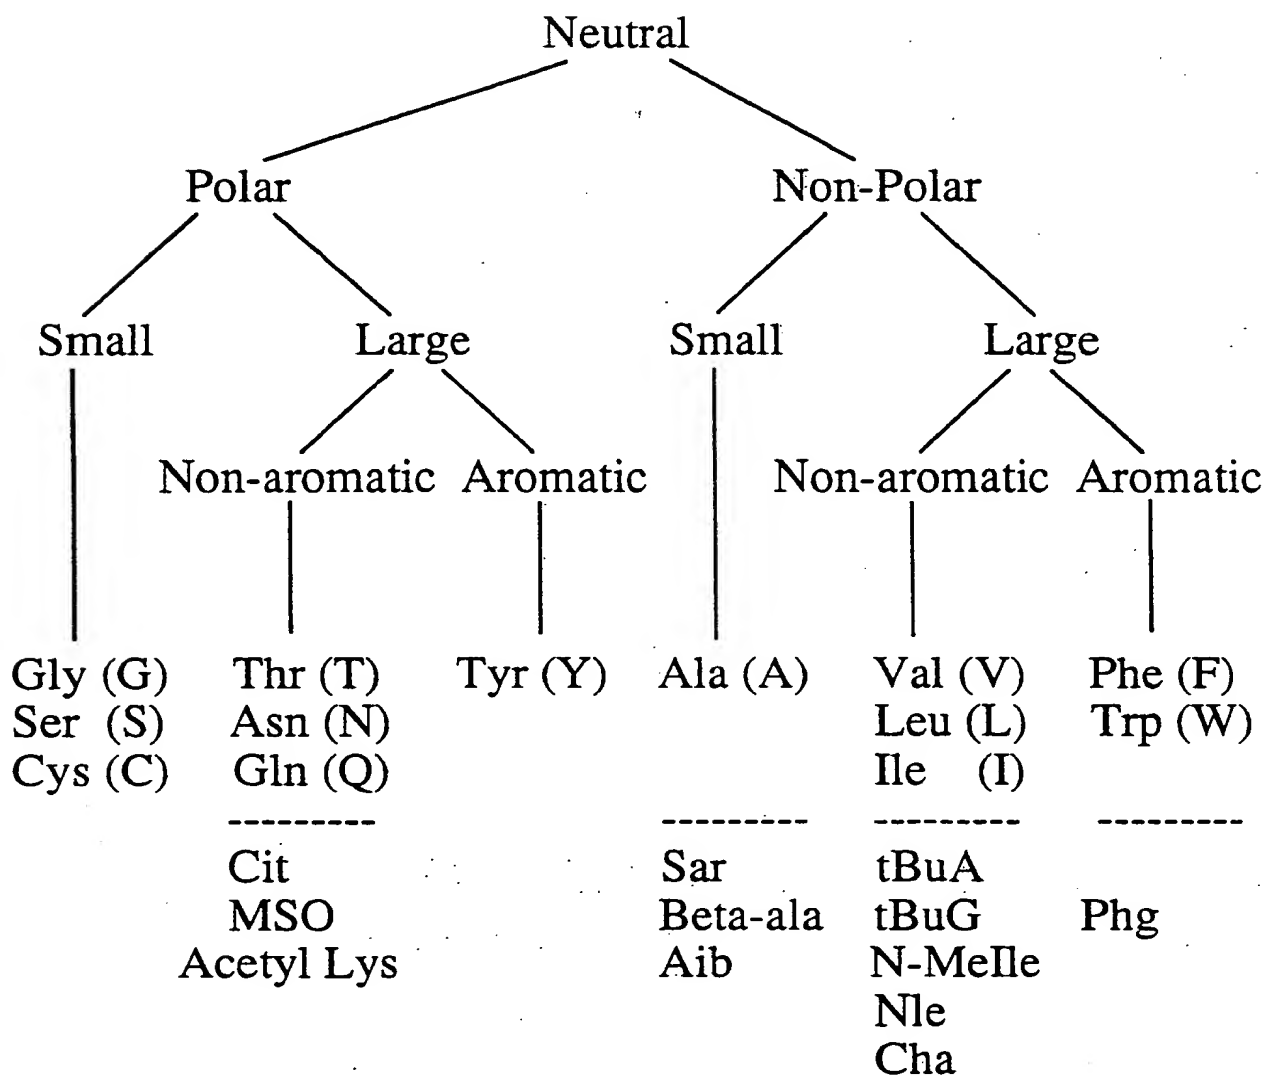 Neutral
Polar Non-Polar
Small Large Small Large
Non-aromatic Aromatic Non-aromatic Aromatic
Gly (G) Thr (T) Tyr (Y) Ala (A) Val (V) Phe (F)
Ser (S) Asn (N) Leu (L) Trp (W)
Cys (C) Gln (Q) Ile (I)
--------- --------- --------- ---------
Cit Sar tBuA
MSO Beta-ala tBuG Phg
Acetyl Lys Aib N-MeIle
Nle
Cha